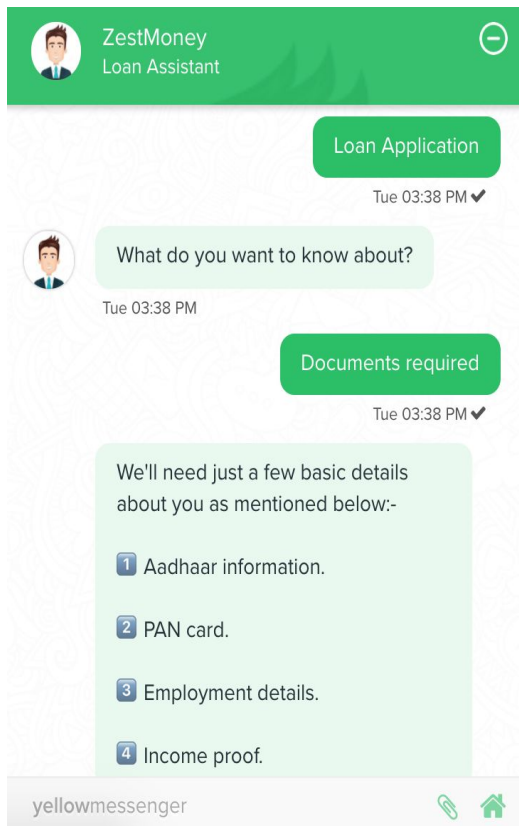 ZestMoney
Loan Assistant
Loan Application
Tue 03:38 PM
What do you want to know about?
Tue 03:38 PM
Documents required
Tue 03:38 PM
We'll need just a few basic details
about you as mentioned below:-
1 Aadhaar information.
2 PAN card.
3 Employment details.
4 Income proof.
yellowmessenger